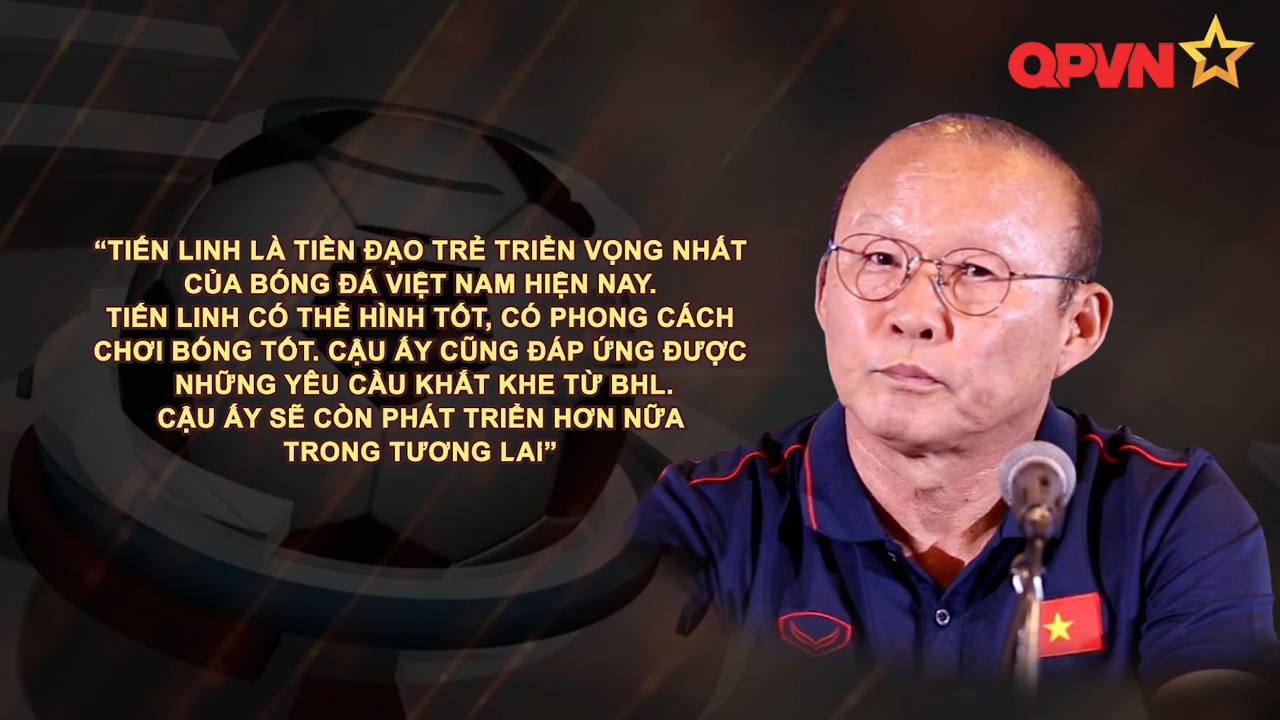 QPVN
“TIẾN LINH LÀ TIỀN ĐẠO TRẺ TRIỂN VỌNG NHẤT
CỦA BÓNG ĐÁ VIỆT NAM HIỆN NAY.
TIẾN LINH CÓ THỂ HÌNH TỐT, CÓ PHONG CÁCH
CHƠI BÓNG TỐT. CẬU ẤY CŨNG ĐÁP ỨNG ĐƯỢC
NHỮNG YÊU CẦU KHẮT KHE TỪ BHL.
CẬU ẤY SẼ CÒN PHÁT TRIỂN HƠN NỮA
TRONG TƯƠNG LAI”